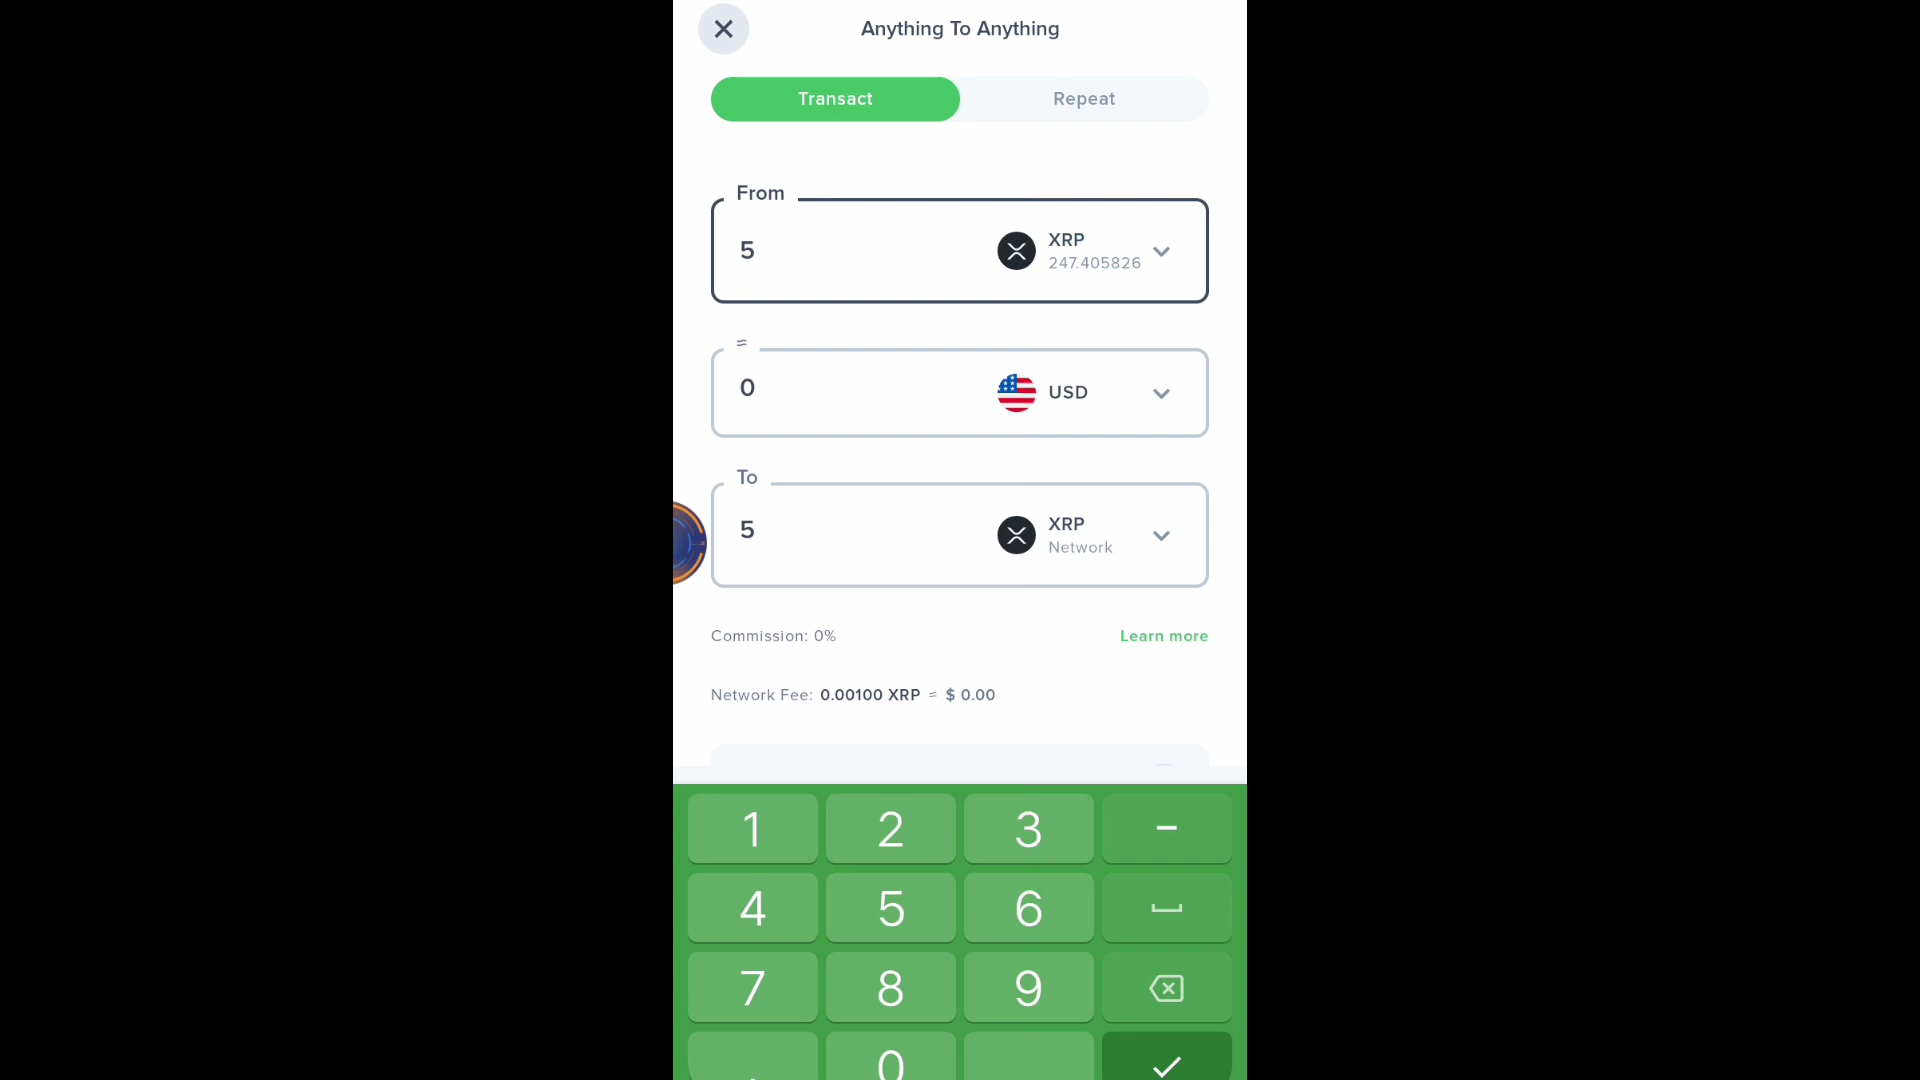 Anything To Anything
Transact
Repeat
From
5
XRP
247.405826
≈
0
USD
To
5
XRP
Network
Commission: 0%
Learn more
Network Fee: 0.00100 XRP ≈ $ 0.00
1 2 3 -
4 5 6
7 8 9
0